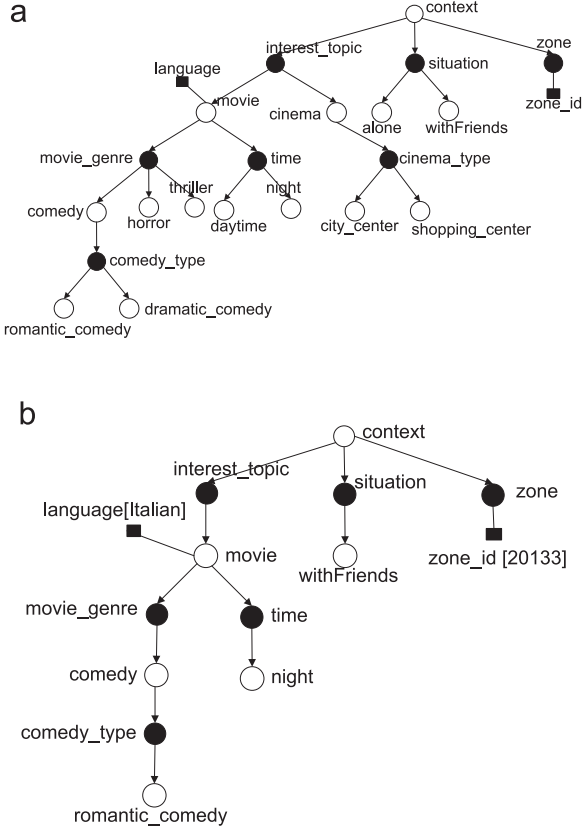 a
context
interest_topic
situation
zone
language
zone_id
movie
cinema
alone
withFriends
movie_genre
time
cinema_type
thriller
night
comedy
horror
daytime
city_center
shopping_center
comedy_type
romantic_comedy
dramatic_comedy
b
context
interest_topic
situation
zone
language[Italian]
movie
withFriends
zone_id [20133]
movie_genre
time
comedy
night
comedy_type
romantic_comedy